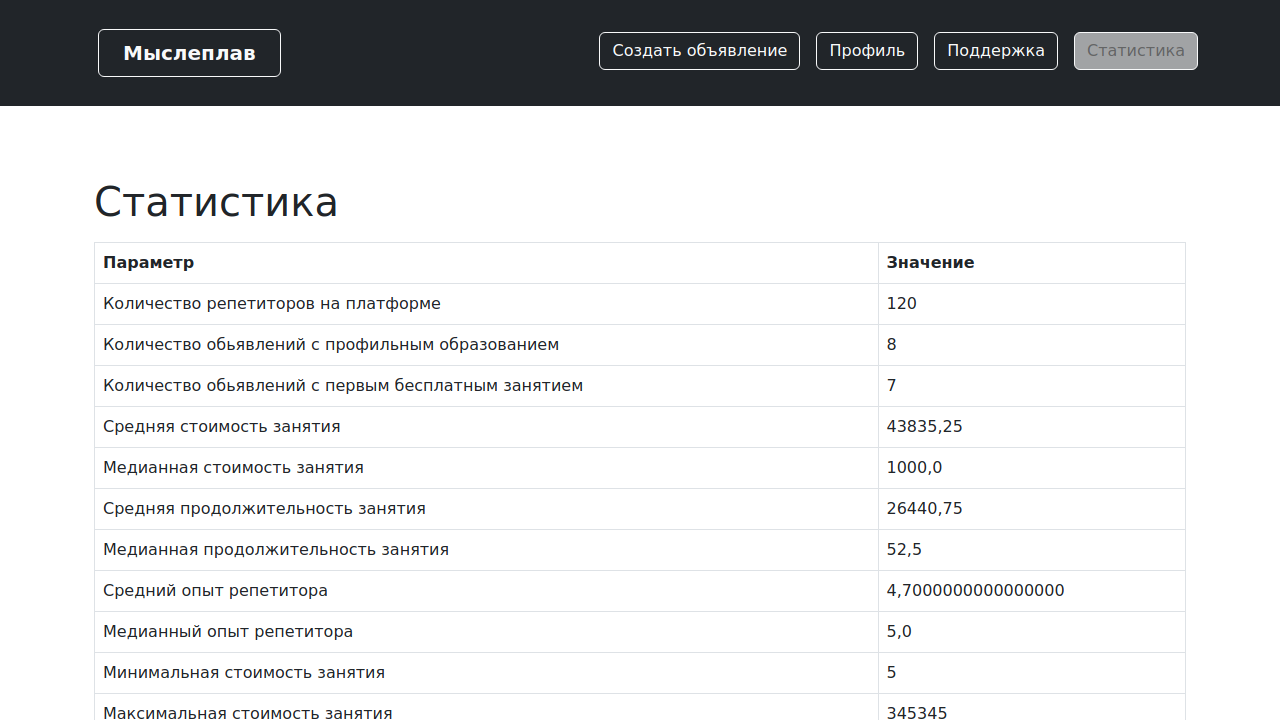 Мыслеплав
Создать объявление
Профиль
Поддержка
Статистика
Статистика
Параметр Значение
Количество репетиторов на платформе 120
Количество обьявлений с профильным образованием 8
Количество обьявлений с первым бесплатным занятием 7
Средняя стоимость занятия 43835,25
Медианная стоимость занятия 1000,0
Средняя продолжительность занятия 26440,75
Медианная продолжительность занятия 52,5
Средний опыт репетитора 4,7000000000000000
Медианный опыт репетитора 5,0
Минимальная стоимость занятия 5
Максимальная стоимость занятия 345345